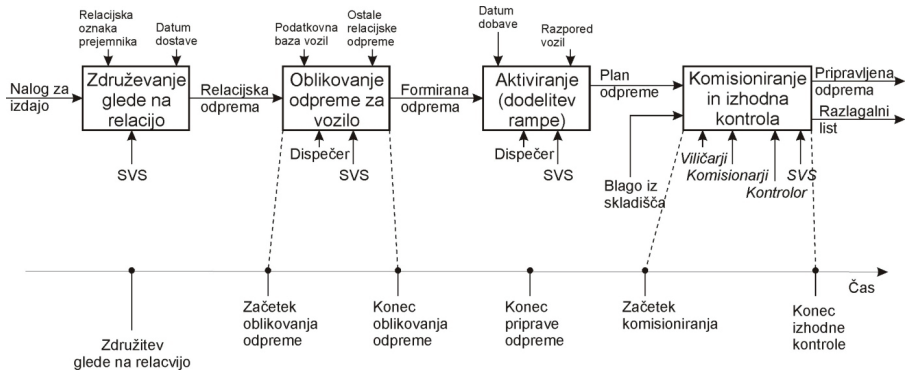 Relacijska
oznaka
prejemnika
Datum
dostave
Podatkovna
baza vozil
Ostale
relacijske
odpreme
Datum
dobave
Razpored
vozil
Nalog za
izdajo
Združevanje
glede na
relacijo
Relacijska
odprema
Oblikovanje
odpreme za
vozilo
Formirana
odprema
Aktiviranje
(dodelitev
rampe)
Plan
odpreme
Komisioniranje
in izhodna
kontrola
Pripravljena
odprema
Razlagalni
list
SVS
Dispečer
SVS
Dispečer
SVS
Blago iz
skladišča
Viličarji
Komisionarji
Kontrolor
SVS
Čas
Združitev
glede na relacvijo
Začetek
oblikovanja
odpreme
Konec
oblikovanja
odpreme
Konec
priprave
odpreme
Začetek
komisioniranja
Konec
izhodne
kontrole